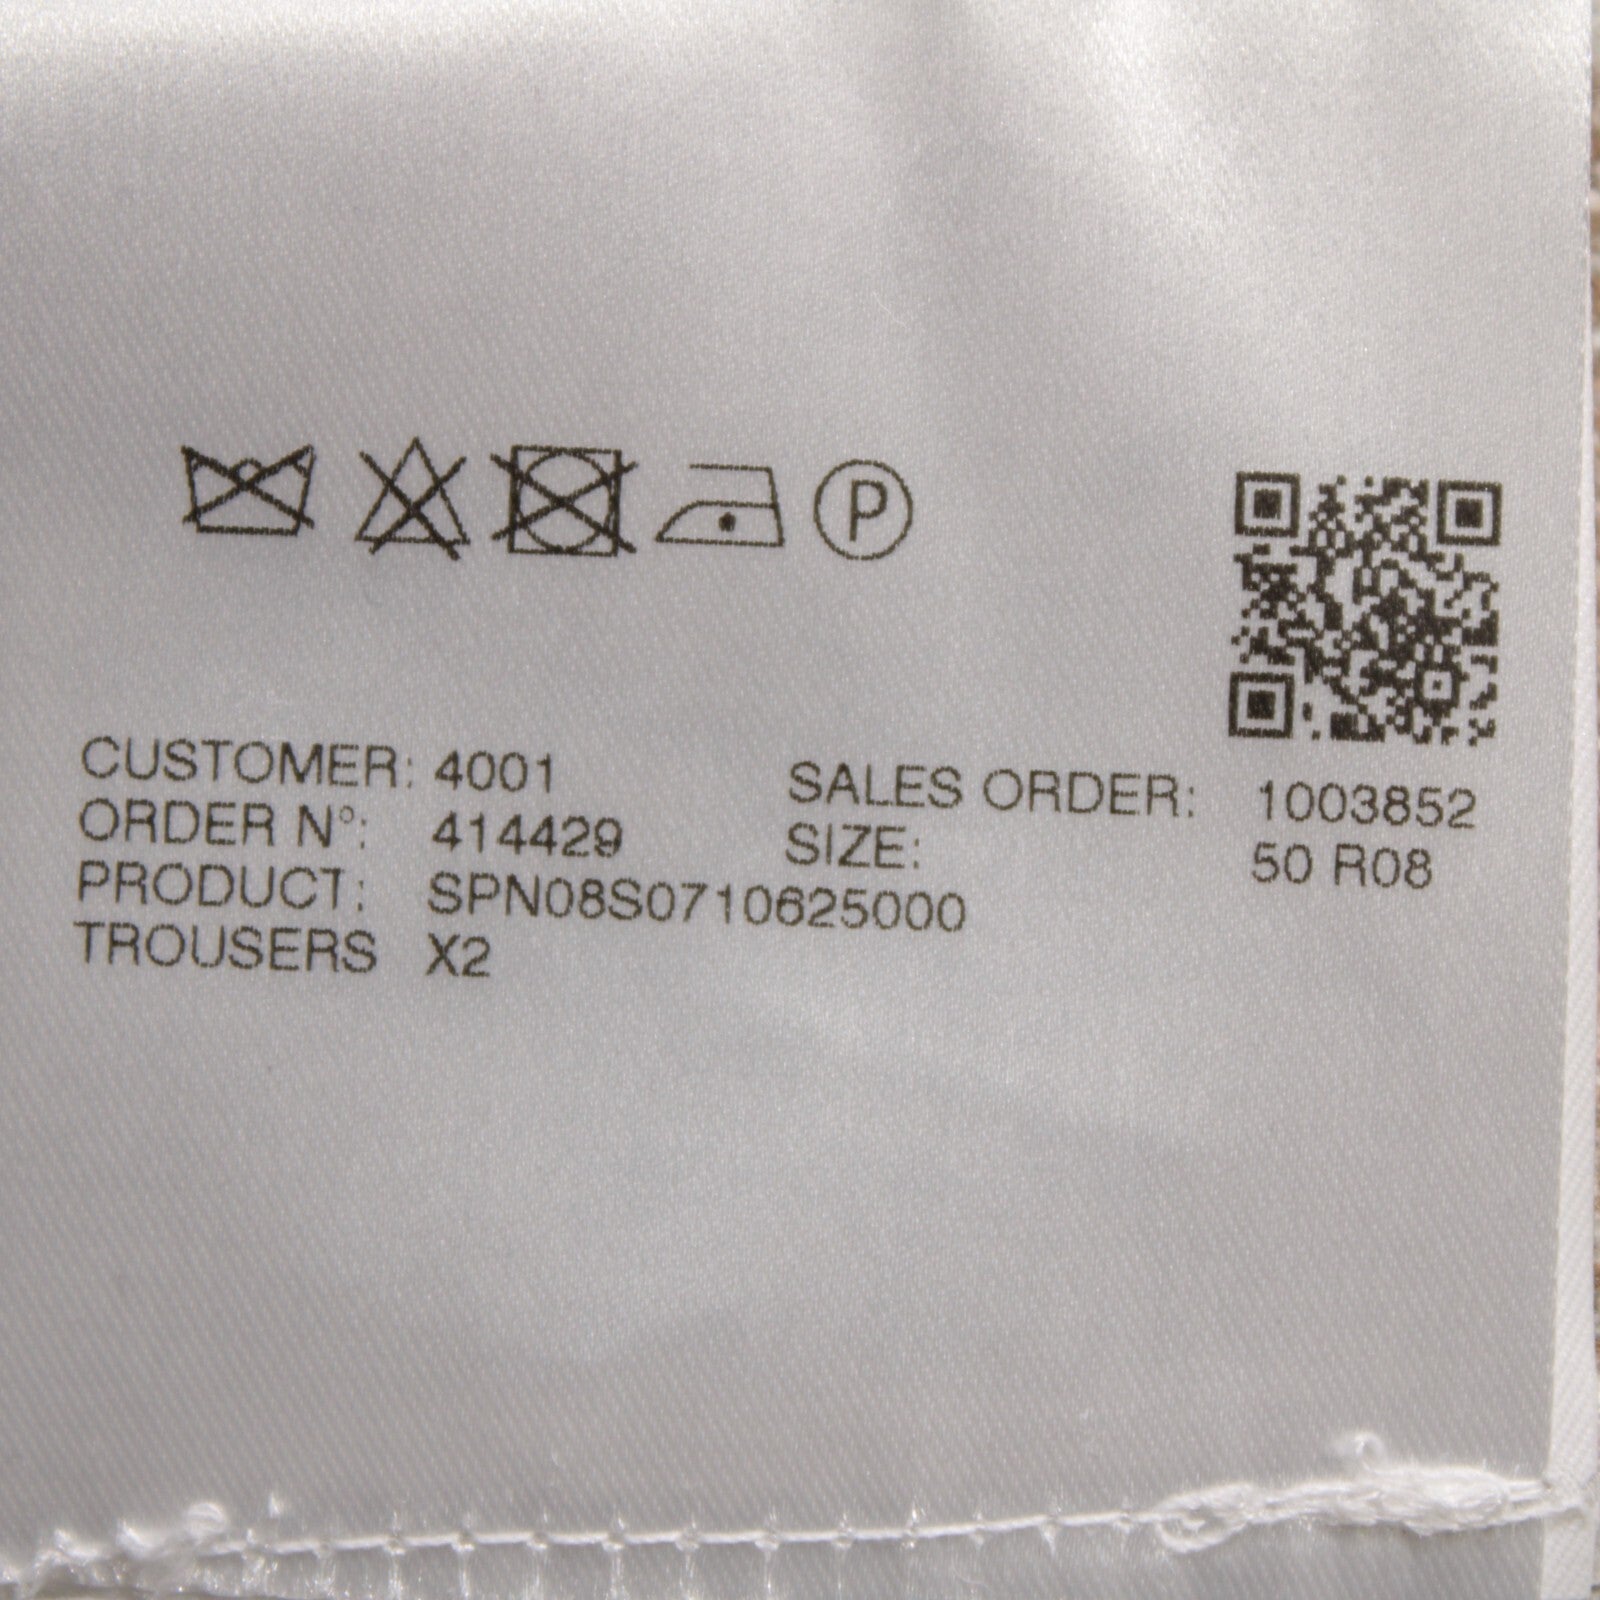 P
CUSTOMER: 4001 SALES ORDER: 1003852
ORDER N°: 414429 SIZE: 50 R08
PRODUCT: SPN08S0710625000
TROUSERS X2